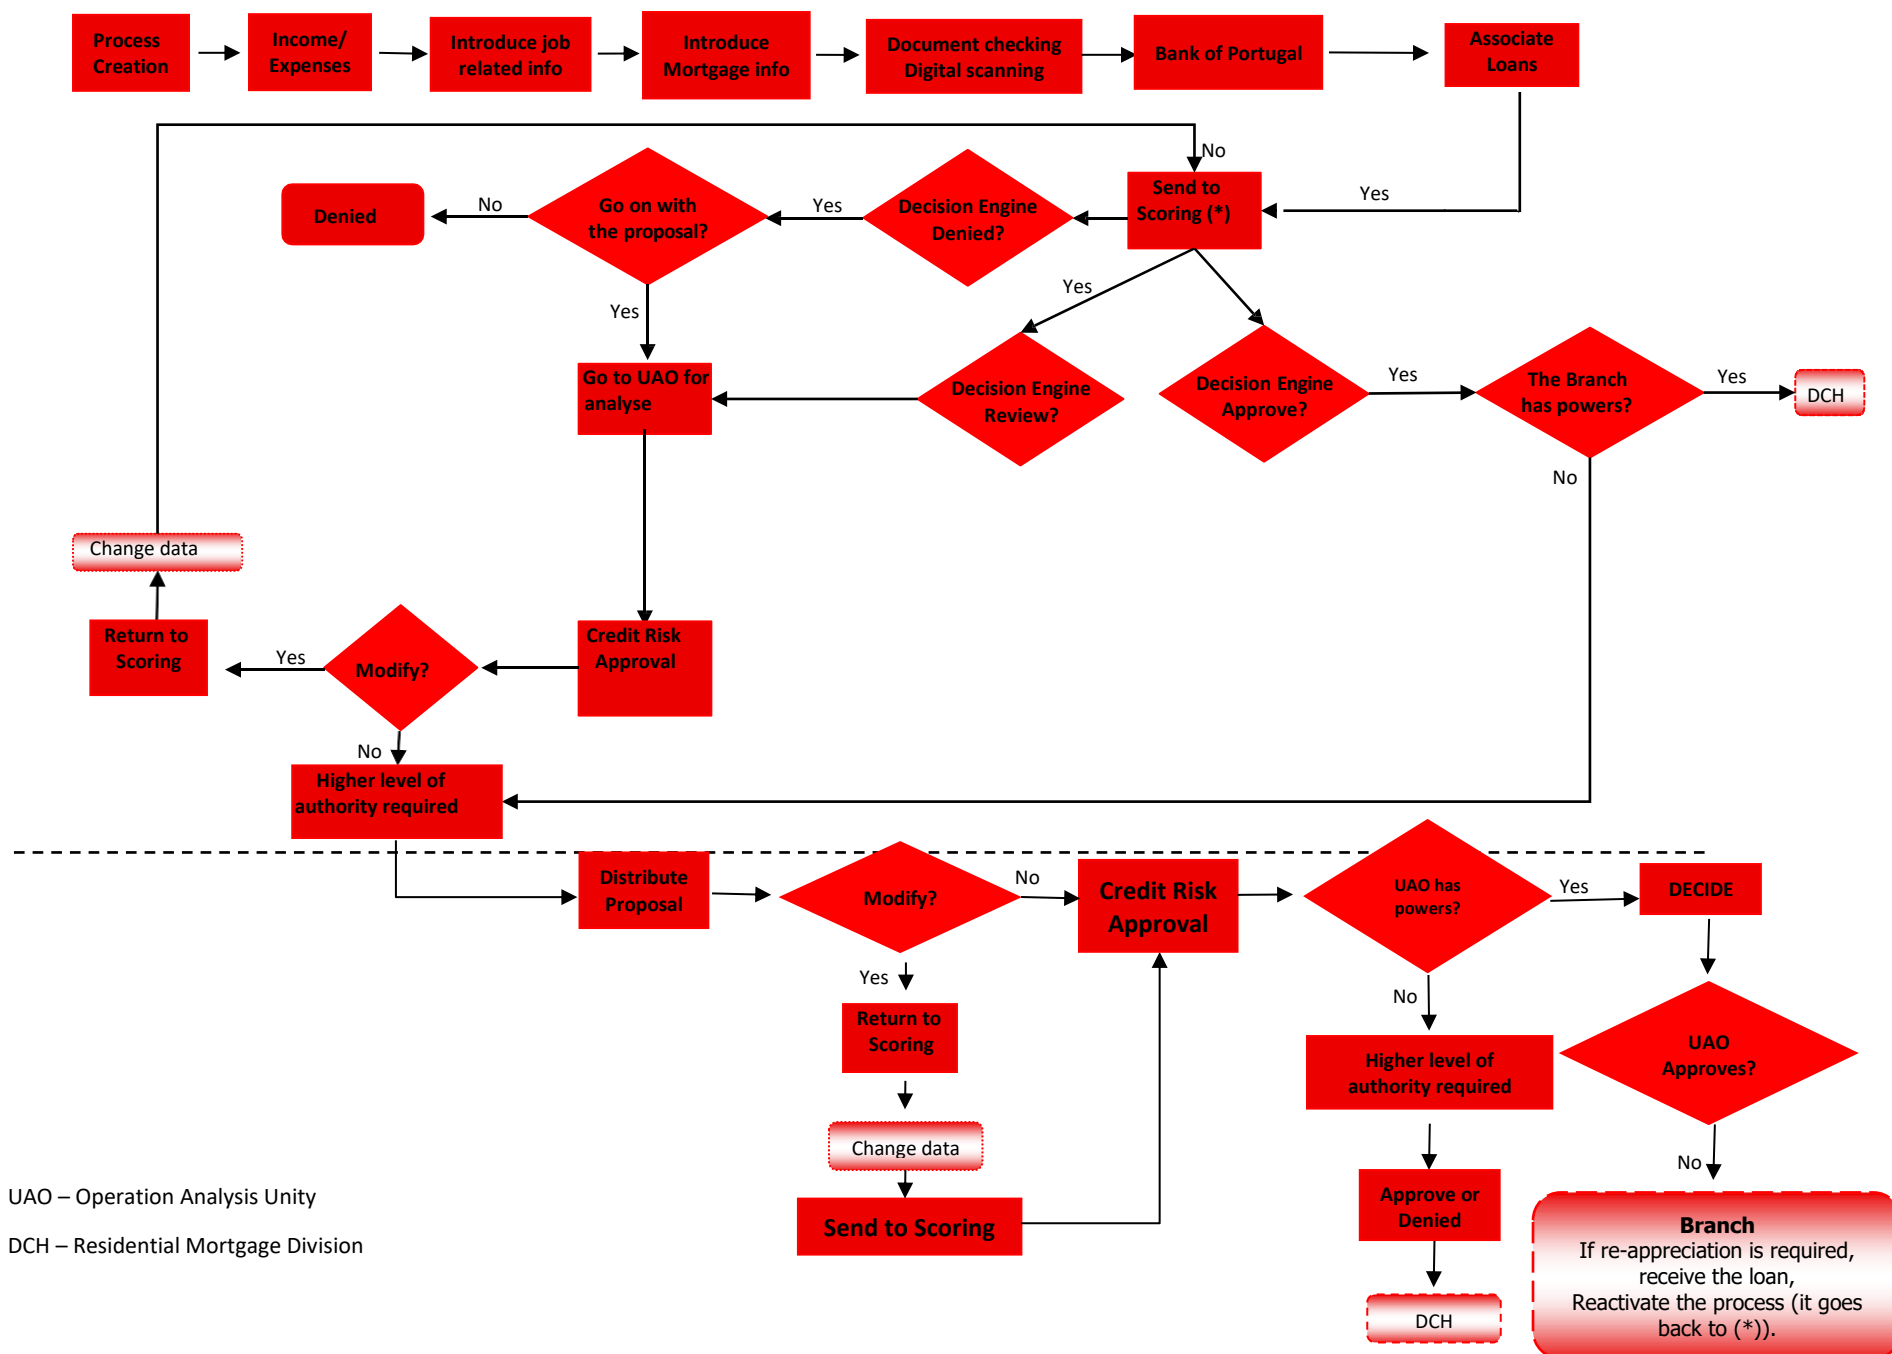 Process
Creation
Income/
Expenses
Introduce job
related info
Introduce
Mortgage info
Document checking
Digital scanning
Bank of Portugal
Associate
Loans
No
Yes
Send to
Scoring (*)
Decision Engine
Denied?
Yes
Go on with
the proposal?
No
Denied
Yes
Yes
Go to UAO for
analyse
Decision Engine
Review?
Decision Engine
Approve?
Yes
The Branch
has powers?
Yes
DCH
No
Change data
Return to
Scoring
Yes
Modify?
Credit Risk
Approval
No
Higher level of
authority required
Distribute
Proposal
Modify?
No
Credit Risk
Approval
UAO has
powers?
Yes
DECIDE
Yes
No
Return to
Scoring
Higher level of
authority required
UAO
Approves?
Change data
No
Send to Scoring
Approve or
Denied
DCH
Branch
If re-appreciation is required,
receive the loan,
Reactivate the process (it goes
back to (*)).
UAO – Operation Analysis Unity
DCH – Residential Mortgage Division